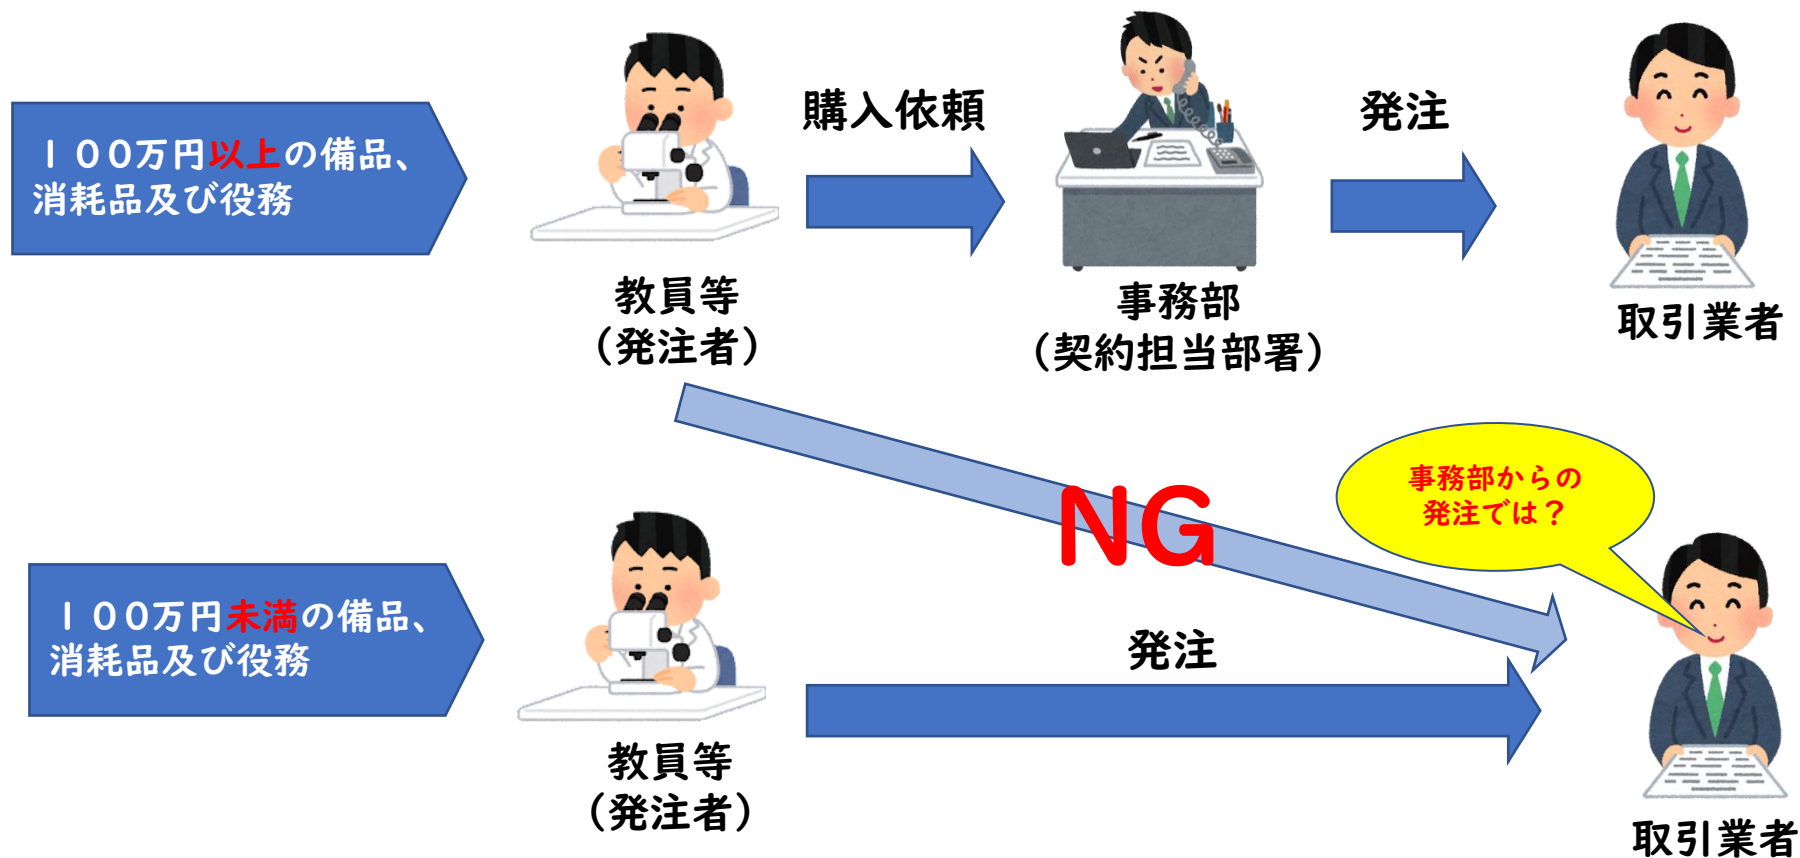 １００万円以上の備品、
消耗品及び役務
購入依頼
発注
教員等
（発注者）
事務部
（契約担当部署）
取引業者
NG
事務部からの
発注では？
１００万円未満の備品、
消耗品及び役務
発注
教員等
（発注者）
取引業者